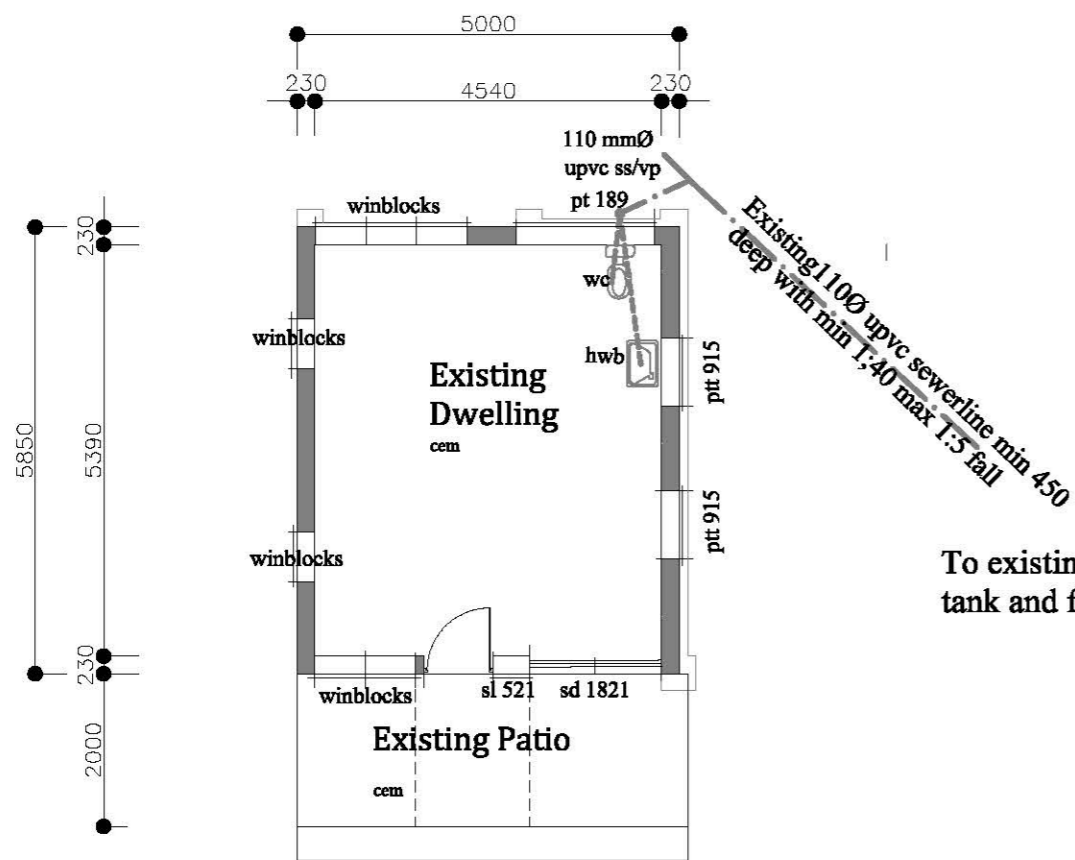 5000
230
4540
230
110 mmØ
upvc ss/vp
pt 189
winblocks
230
wc
Existing110Ø upvc sewerline min 450
deep with min 1;40 max 1:5 fall
winblocks
hwb
ptt 915
Existing
Dwelling
cem
5850
5390
ptt 915
winblocks
To existin
tank and f
230
winblocks
sl 521
sd 1821
2000
Existing Patio
cem